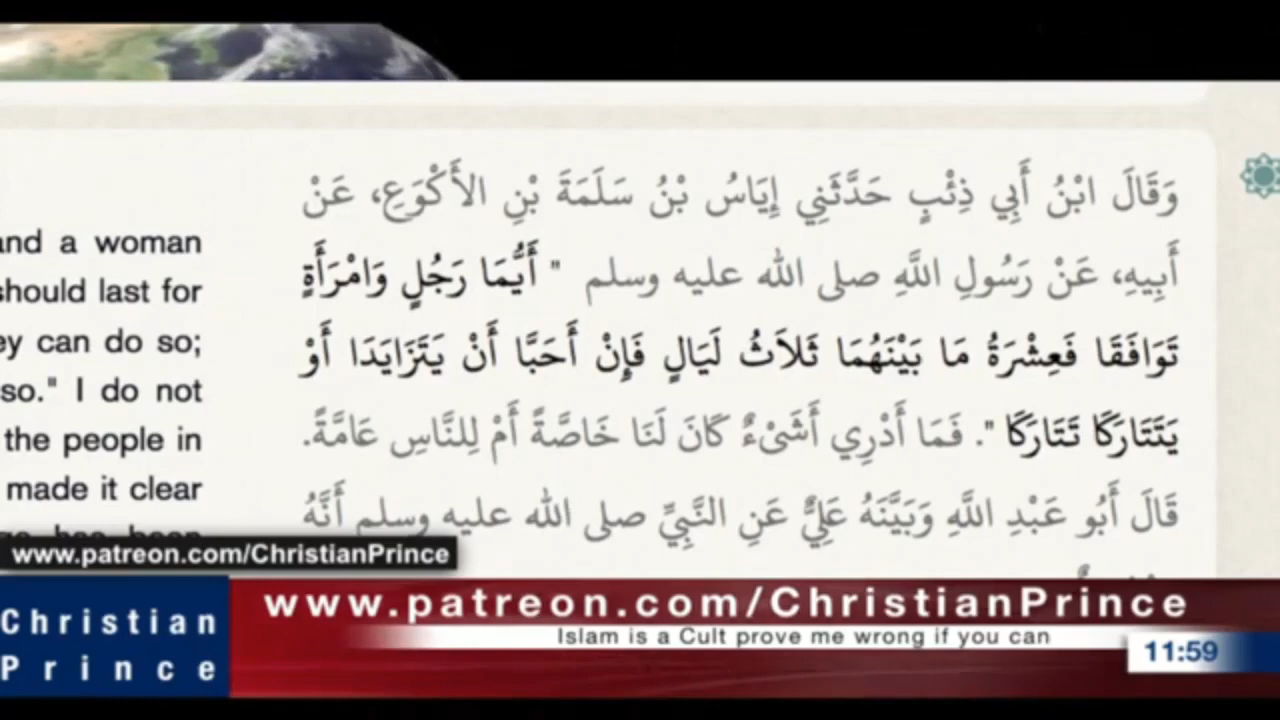 وَقَالَ ابْنُ أَبِي ذِئْبٍ حَدَّثَنِي إِيَاسُ بْنُ سَلَمَةَ بْنِ الأَكْوَعِ، عَنْ
أَبِيهِ، عَنْ رَسُولِ اللَّهِ صلى الله عليه وسلم " أَيُّمَا رَجُلٍ وَامْرَأَةٍ
تَوَافَقَا فَعِشْرَةُ مَا بَيْنَهُمَا ثَلاَثُ لَيَالٍ فَإِنْ أَحَبَّا أَنْ يَتَزَايَدَا أَوْ
يَتَتَارَكَا تَتَارَكَا ". فَمَا أَدْرِي أَشَىْءٌ كَانَ لَنَا خَاصَّةً أَمْ لِلنَّاسِ عَامَّةً.
قَالَ أَبُو عَبْدِ اللَّهِ وَبَيَّنَهُ عَلِيٌّ عَنِ النَّبِيِّ صلى الله عليه وسلم أَنَّهُ
and a woman
should last for
ey can do so;
so." I do not
the people in
made it clear
has been
www.patreon.com/ChristianPrince
Christian
Prince
www.patreon.com/ChristianPrince
Islam is a Cult prove me wrong if you can
11:59